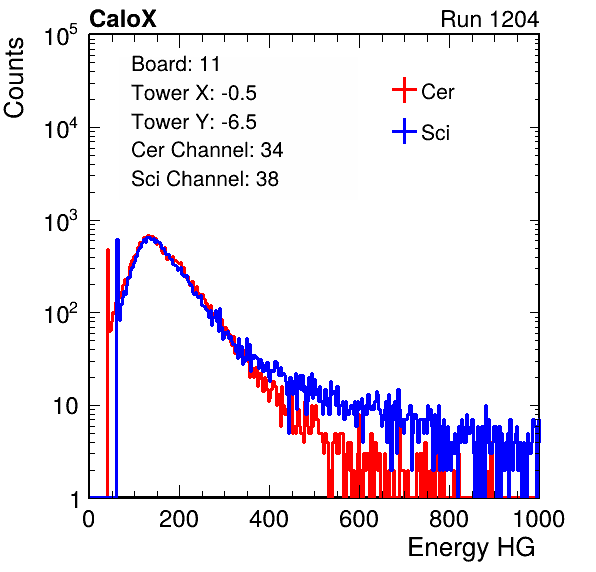 CaloX Run 1204
Counts
Board: 11
Tower X: -0.5
Tower Y: -6.5
Cer Channel: 34
Sci Channel: 38
Cer
Sci
10^5
10^4
10^3
10^2
10
1
0 200 400 600 800 1000
Energy HG